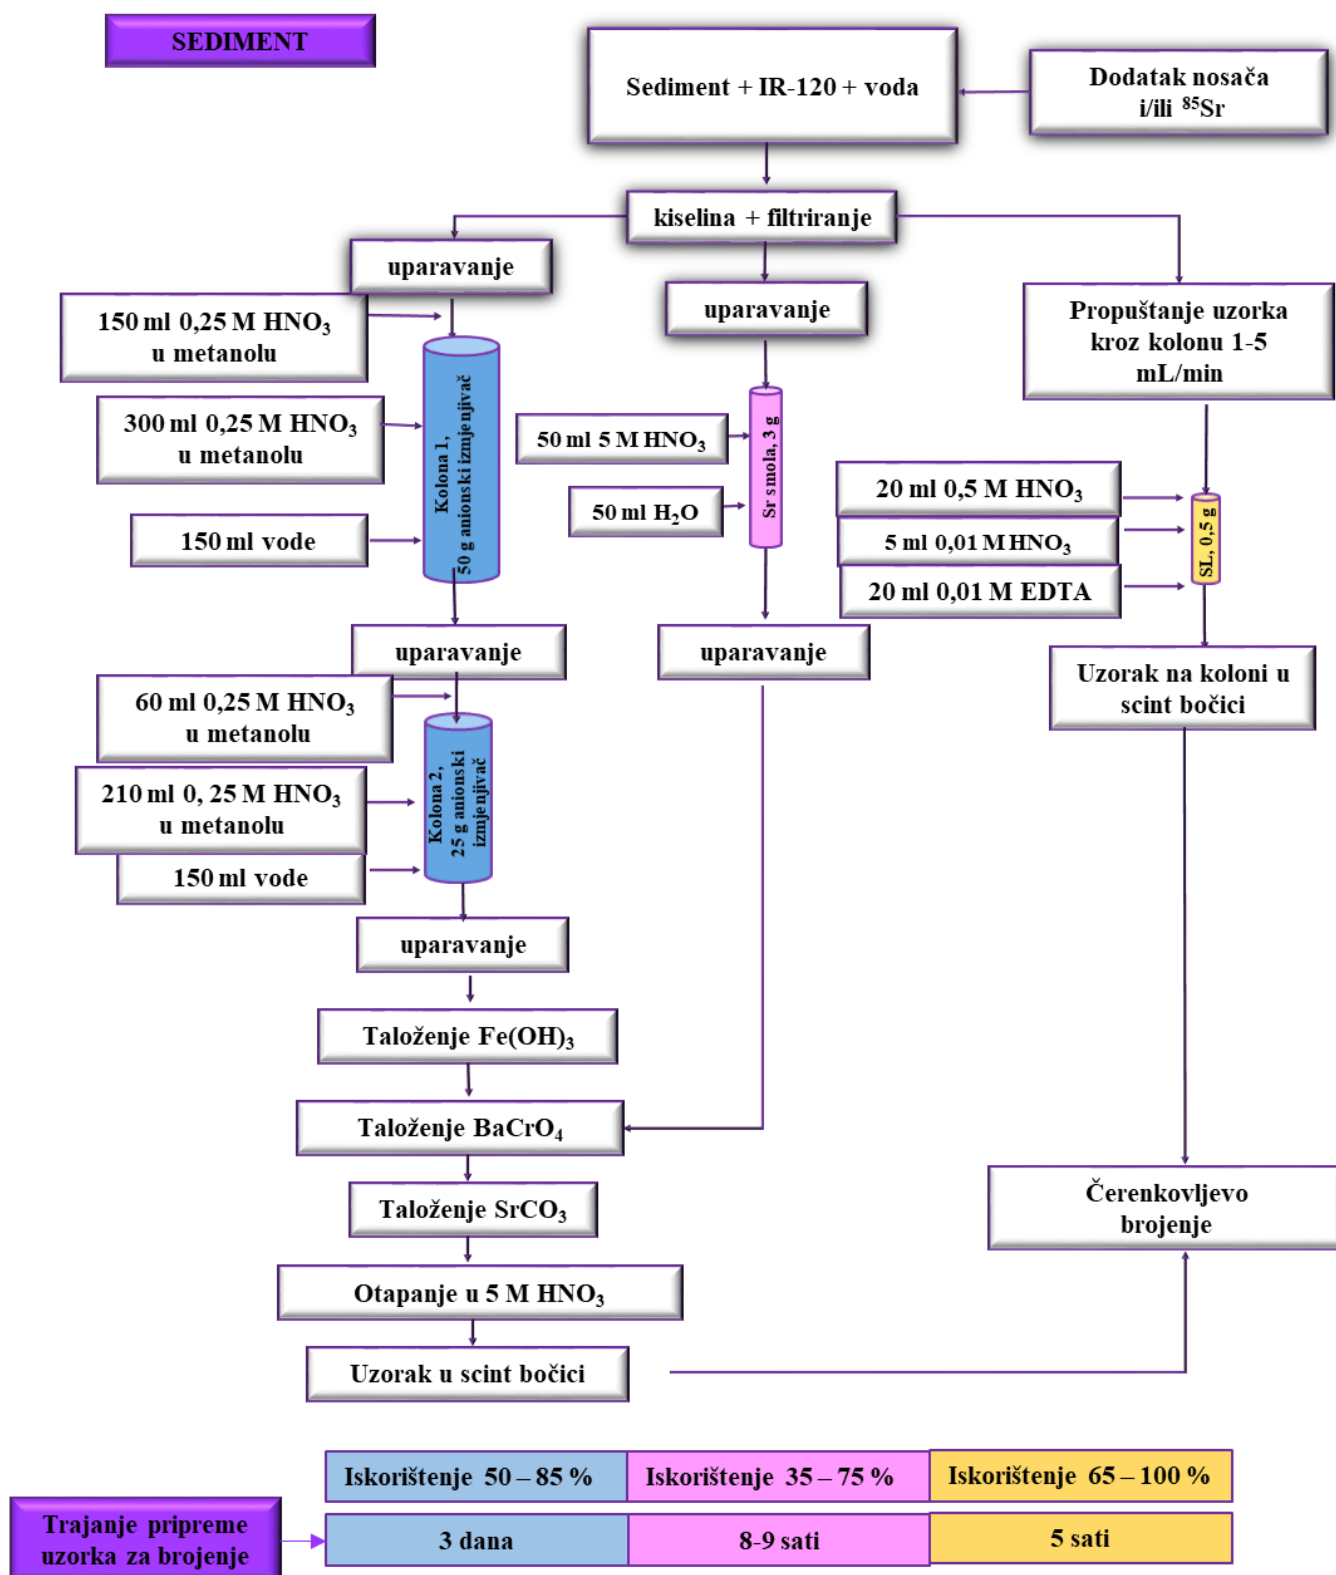 SEDIMENT
Sediment + IR-120 + voda
Dodatak nosača
i/ili ⁸⁵Sr
kiselina + filtriranje
uparavanje
150 ml 0,25 M HNO₃
u metanolu
300 ml 0,25 M HNO₃
u metanolu
150 ml vode
Kolona 1,
50 g anionski izmjenjivač
uparavanje
60 ml 0,25 M HNO₃
u metanolu
210 ml 0, 25 M HNO₃
u metanolu
150 ml vode
Kolona 2,
25 g anionski
izmjenjivač
uparavanje
Taloženje Fe(OH)₃
Taloženje BaCrO₄
Taloženje SrCO₃
Otapanje u 5 M HNO₃
Uzorak u scint bočici
uparavanje
50 ml 5 M HNO₃
50 ml H₂O
Sr smola, 3 g
uparavanje
Propuštanje uzorka
kroz kolonu 1-5
mL/min
20 ml 0,5 M HNO₃
5 ml 0,01 M HNO₃
20 ml 0,01 M EDTA
SL, 0,5 g
Uzorak na koloni u
scint bočici
Čerenkovljevo
brojenje
Iskorištenje 50 – 85 %
Iskorištenje 35 – 75 %
Iskorištenje 65 – 100 %
Trajanje pripreme
uzorka za brojenje
3 dana
8-9 sati
5 sati